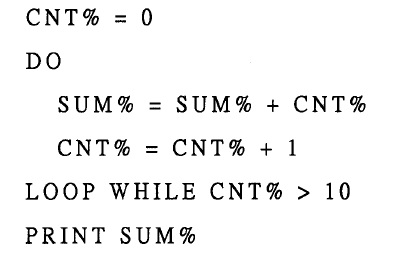 CNT% = 0
DO
SUM% = SUM% + CNT%
CNT% = CNT% + 1
LOOP WHILE CNT% > 10
PRINT SUM%